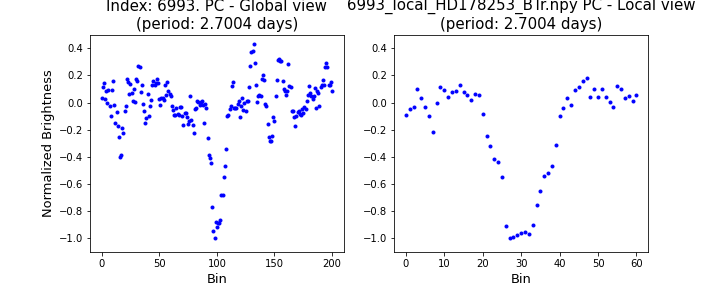 Index: 6993. PC - Global view
(period: 2.7004 days)
6993_local_HD178253_BTr.npy PC - Local view
(period: 2.7004 days)
Normalized Brightness
0.4
0.2
0.0
−0.2
−0.4
−0.6
−0.8
−1.0
0 50 100 150 200
Bin
0.4
0.2
0.0
−0.2
−0.4
−0.6
−0.8
−1.0
0 10 20 30 40 50 60
Bin